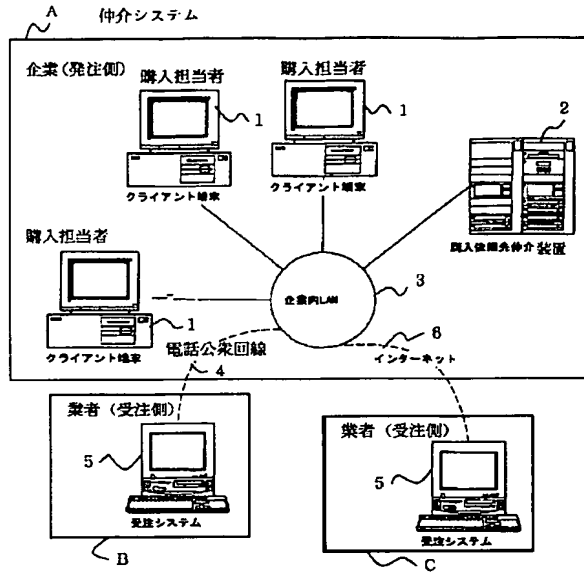 A 仲介システム
企業(発注側)
購入担当者
購入担当者
1
1
2
クライアント端末
クライアント端末
購入依頼先仲介装置
購入担当者
企業内LAN
3
1
クライアント端末
電話公衆回線
4
6
インターネット
業者(受注側)
業者(受注側)
5
5
受注システム
受注システム
B
C